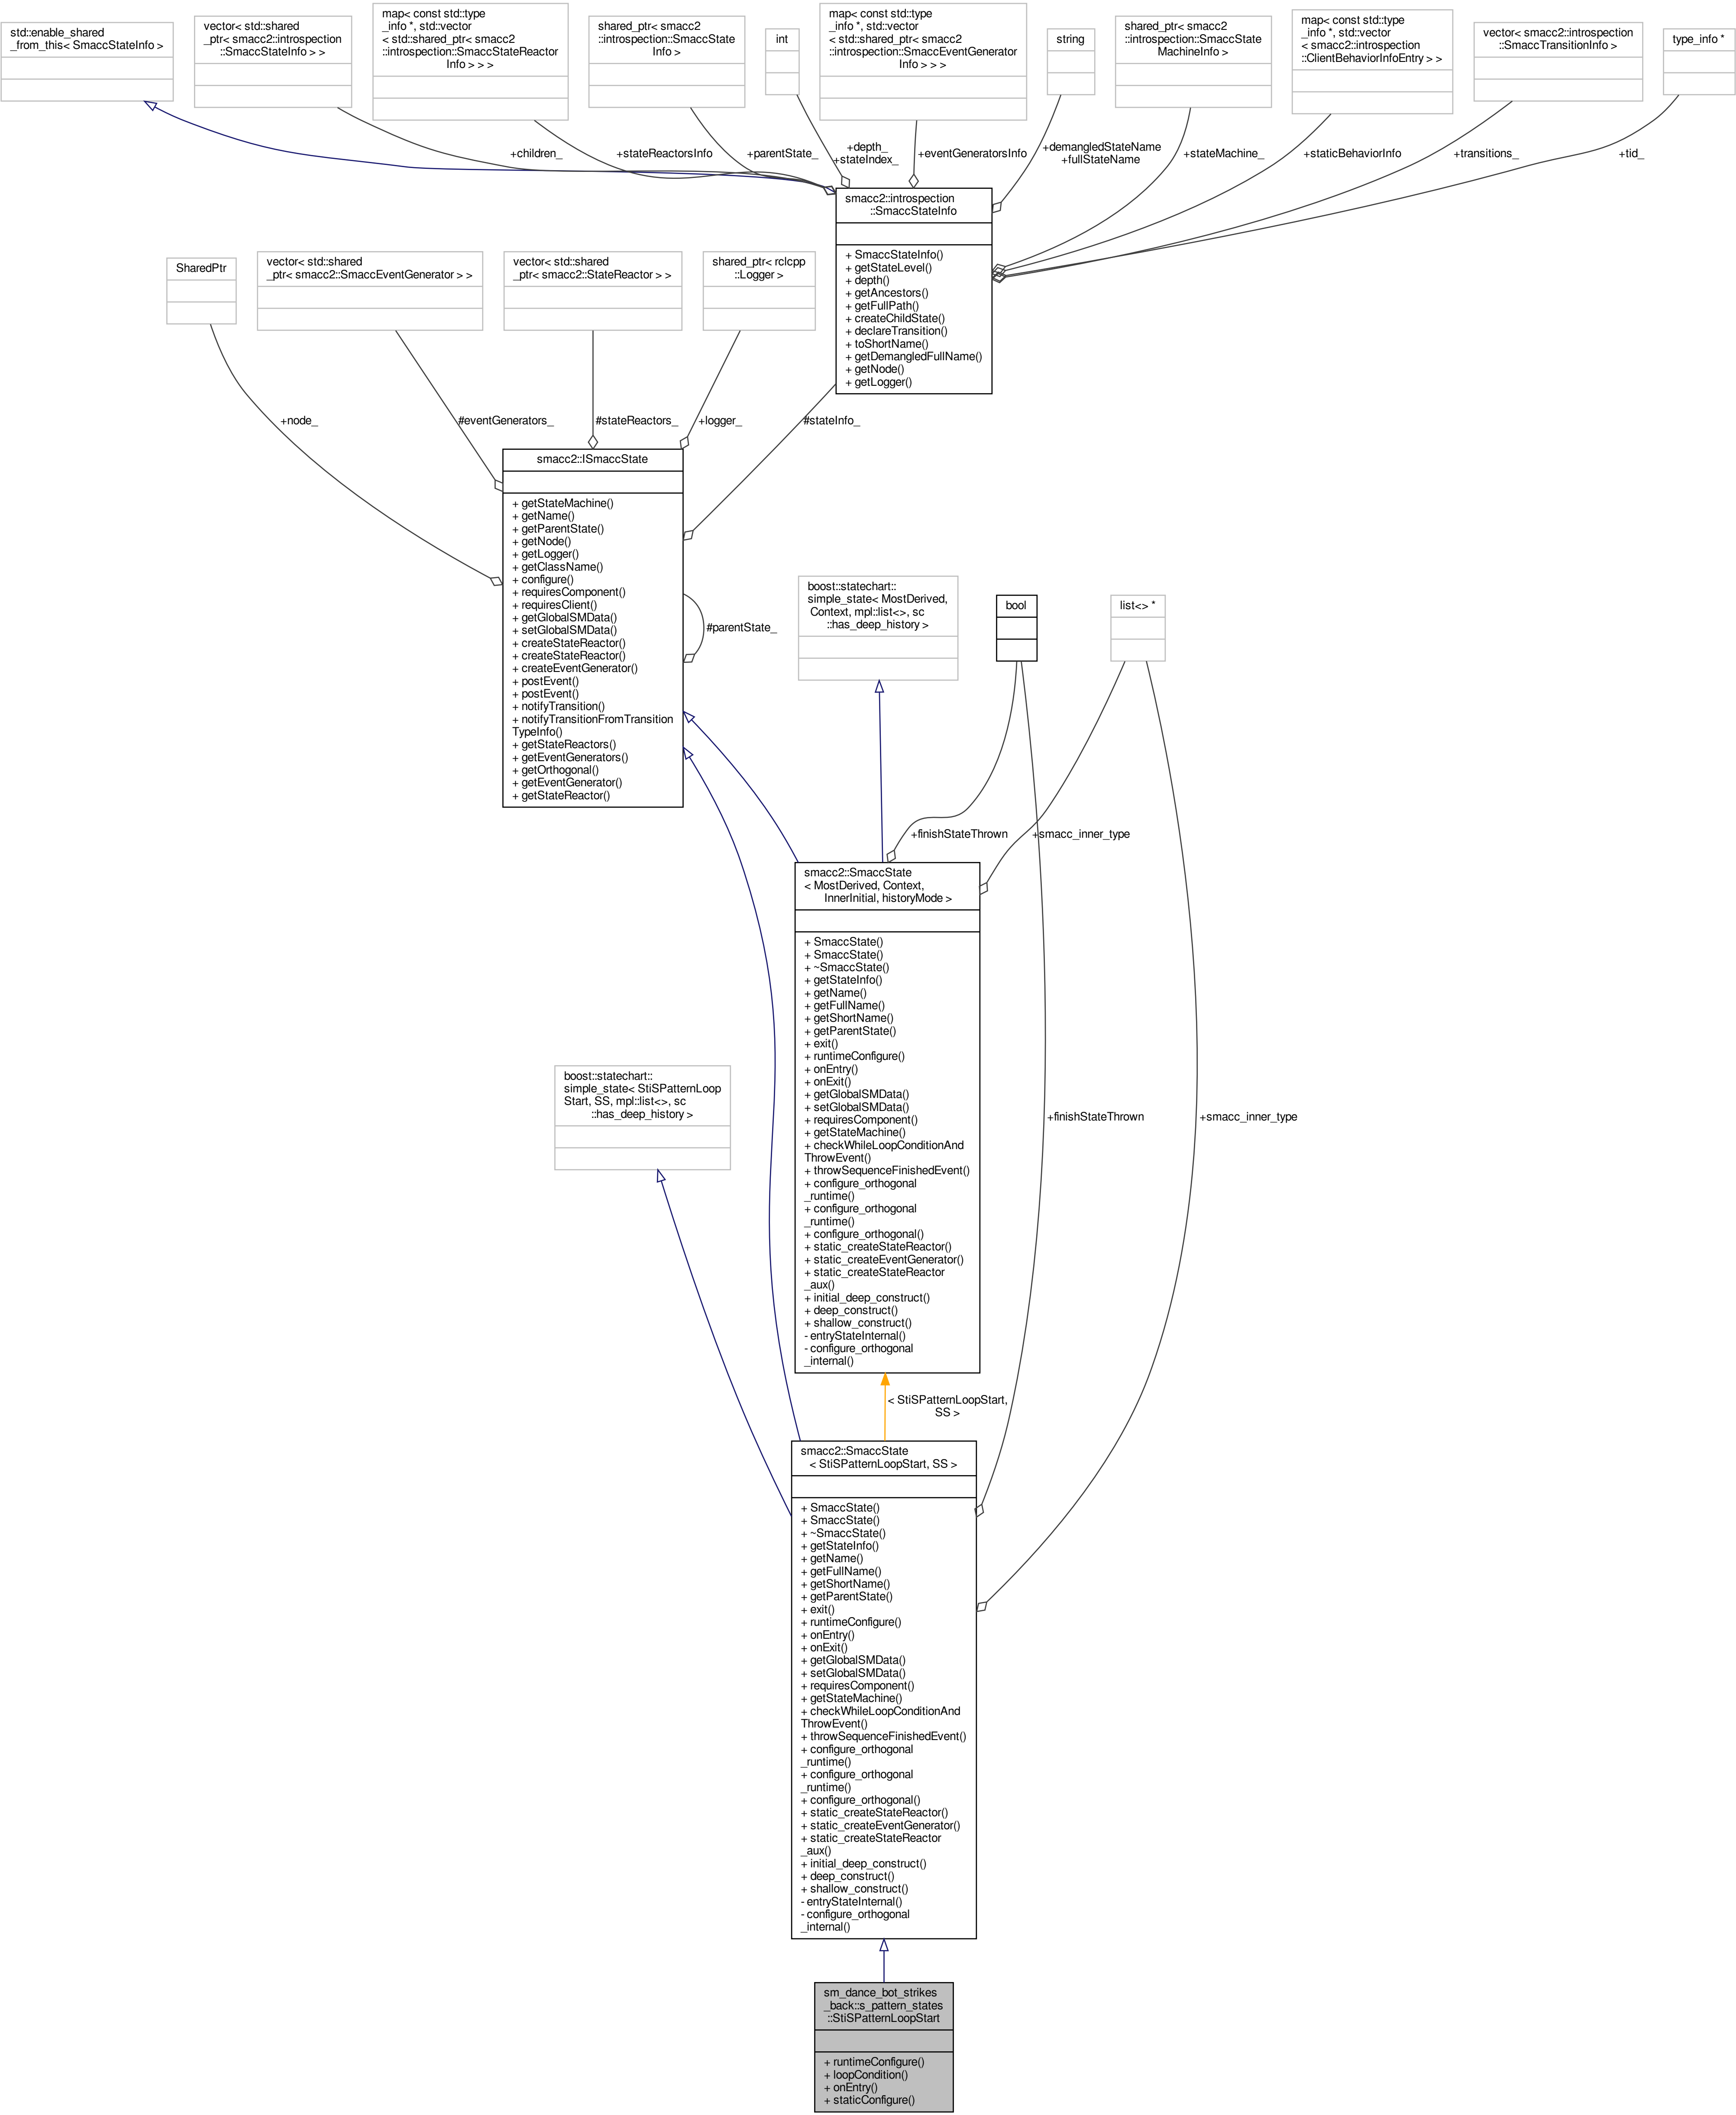 std::enable_shared
_from_this< SmaccStateInfo >
vector< std::shared
_ptr< smacc2::introspection
::SmaccStateInfo > >
map< const std::type
_info *, std::vector
< std::shared_ptr< smacc2
::introspection::SmaccStateReactor
Info > > >
shared_ptr< smacc2
::introspection::SmaccState
Info >
int
map< const std::type
_info *, std::vector
< std::shared_ptr< smacc2
::introspection::SmaccEventGenerator
Info > > >
string
shared_ptr< smacc2
::introspection::SmaccState
MachineInfo >
map< const std::type
_info *, std::vector
< smacc2::introspection
::ClientBehaviorInfoEntry > >
vector< smacc2::introspection
::SmaccTransitionInfo >
type_info *
+children_
+stateReactorsInfo
+parentState_
+depth_
+stateIndex_
+eventGeneratorsInfo
+demangledStateName
+fullStateName
+stateMachine_
+staticBehaviorInfo
+transitions_
+tid_
smacc2::introspection
::SmaccStateInfo
+ SmaccStateInfo()
+ getStateLevel()
+ depth()
+ getAncestors()
+ getFullPath()
+ createChildState()
+ declareTransition()
+ toShortName()
+ getDemangledFullName()
+ getNode()
+ getLogger()
SharedPtr
vector< std::shared
_ptr< smacc2::SmaccEventGenerator > >
vector< std::shared
_ptr< smacc2::StateReactor > >
shared_ptr< rclcpp
::Logger >
+node_
#eventGenerators_
#stateReactors_
+logger_
#stateInfo_
smacc2::ISmaccState
+ getStateMachine()
+ getName()
+ getParentState()
+ getNode()
+ getLogger()
+ getClassName()
+ configure()
+ requiresComponent()
+ requiresClient()
+ getGlobalSMData()
+ setGlobalSMData()
+ createStateReactor()
+ createStateReactor()
+ createEventGenerator()
+ postEvent()
+ postEvent()
+ notifyTransition()
+ notifyTransitionFromTransition
TypeInfo()
+ getStateReactors()
+ getEventGenerators()
+ getOrthogonal()
+ getEventGenerator()
+ getStateReactor()
#parentState_
boost::statechart::
simple_state< MostDerived,
Context, mpl::list<>, sc
::has_deep_history >
bool
list<> *
+finishStateThrown
+smacc_inner_type
smacc2::SmaccState
< MostDerived, Context,
InnerInitial, historyMode >
+ SmaccState()
+ SmaccState()
+ ~SmaccState()
+ getStateInfo()
+ getName()
+ getFullName()
+ getShortName()
+ getParentState()
+ exit()
+ runtimeConfigure()
+ onEntry()
+ onExit()
+ getGlobalSMData()
+ setGlobalSMData()
+ requiresComponent()
+ getStateMachine()
+ checkWhileLoopConditionAnd
ThrowEvent()
+ throwSequenceFinishedEvent()
+ configure_orthogonal
_runtime()
+ configure_orthogonal
_runtime()
+ configure_orthogonal()
+ static_createStateReactor()
+ static_createEventGenerator()
+ static_createStateReactor
_aux()
+ initial_deep_construct()
+ deep_construct()
+ shallow_construct()
- entryStateInternal()
- configure_orthogonal
_internal()
boost::statechart::
simple_state< StiSPatternLoop
Start, SS, mpl::list<>, sc
::has_deep_history >
+finishStateThrown
+smacc_inner_type
< StiSPatternLoopStart,
SS >
smacc2::SmaccState
< StiSPatternLoopStart, SS >
+ SmaccState()
+ SmaccState()
+ ~SmaccState()
+ getStateInfo()
+ getName()
+ getFullName()
+ getShortName()
+ getParentState()
+ exit()
+ runtimeConfigure()
+ onEntry()
+ onExit()
+ getGlobalSMData()
+ setGlobalSMData()
+ requiresComponent()
+ getStateMachine()
+ checkWhileLoopConditionAnd
ThrowEvent()
+ throwSequenceFinishedEvent()
+ configure_orthogonal
_runtime()
+ configure_orthogonal
_runtime()
+ configure_orthogonal()
+ static_createStateReactor()
+ static_createEventGenerator()
+ static_createStateReactor
_aux()
+ initial_deep_construct()
+ deep_construct()
+ shallow_construct()
- entryStateInternal()
- configure_orthogonal
_internal()
sm_dance_bot_strikes
_back::s_pattern_states
::StiSPatternLoopStart
+ runtimeConfigure()
+ loopCondition()
+ onEntry()
+ staticConfigure()